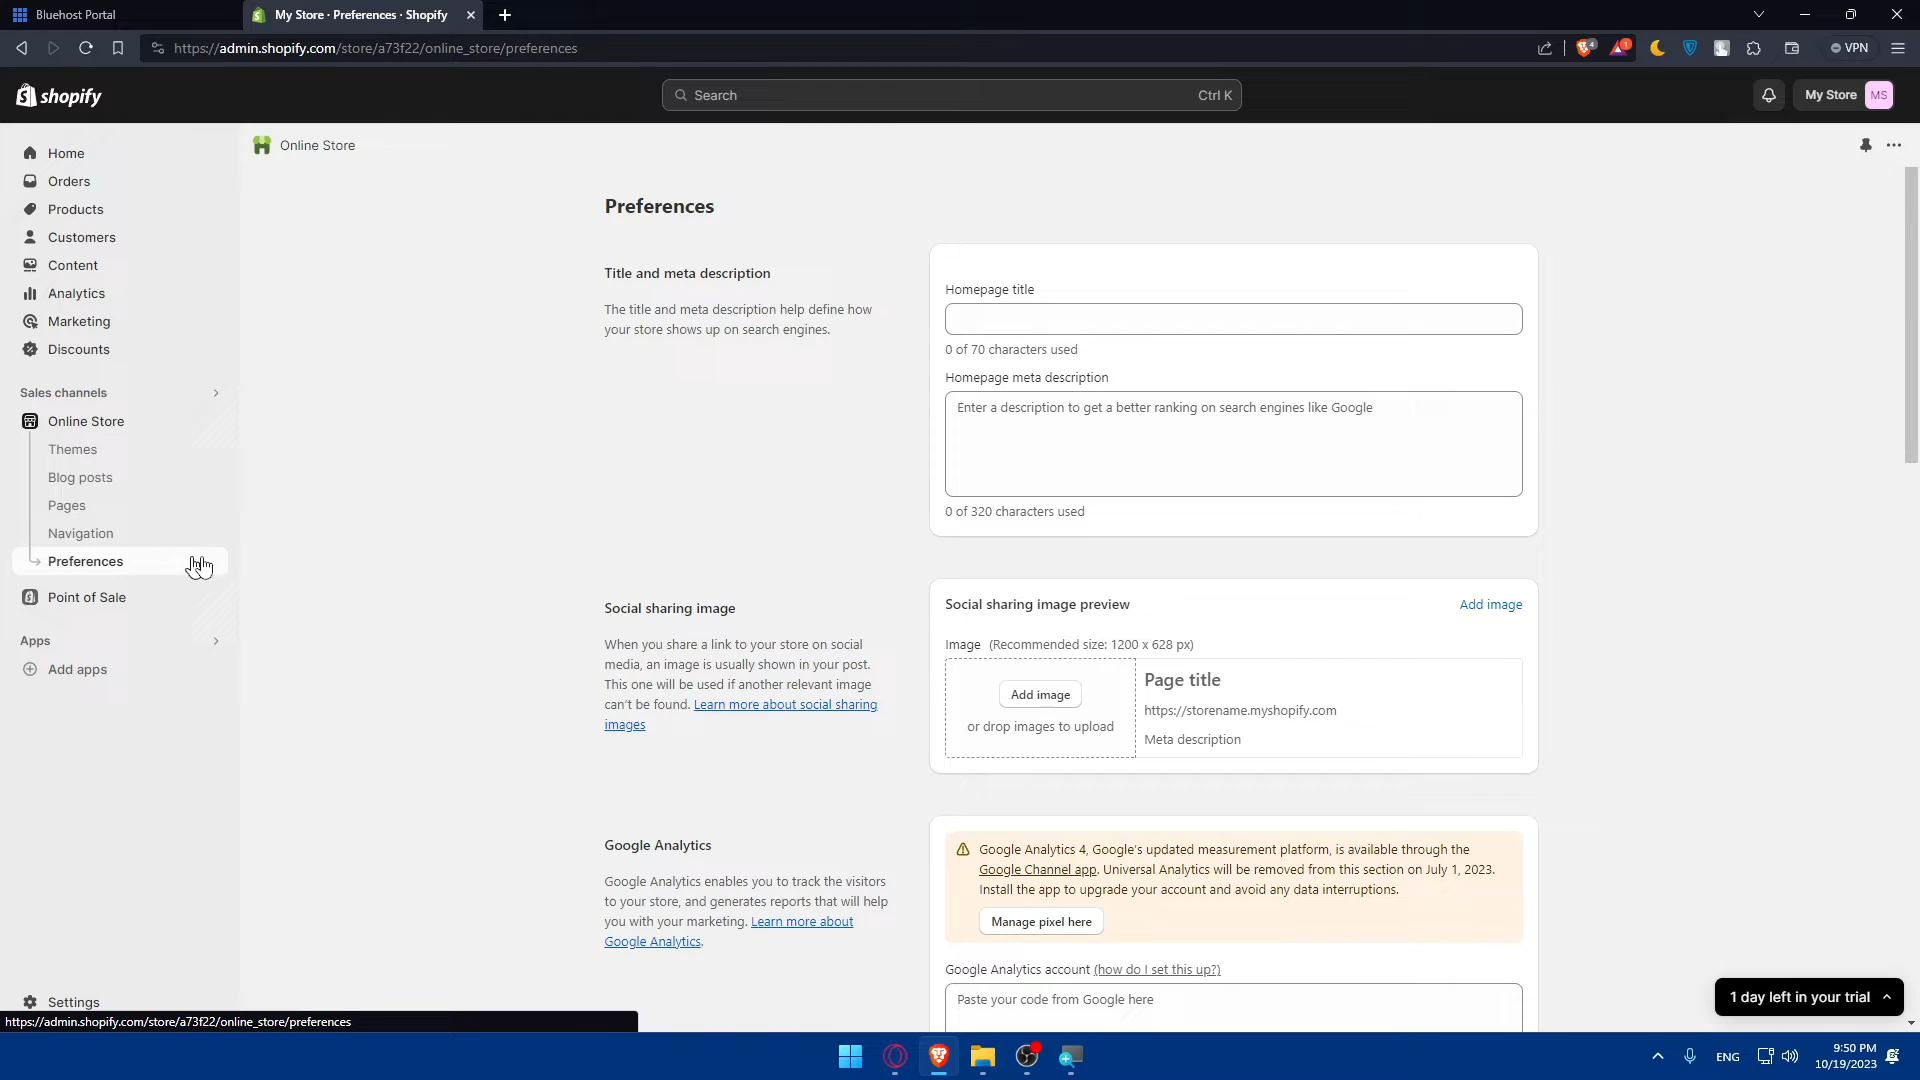 Bluehost Portal
My Store · Preferences · Shopify
https://admin.shopify.com/store/a73f22/online_store/preferences
4
1
VPN
shopify
Search
Ctrl K
My Store
MS
Home
Orders
Products
Customers
Content
Analytics
Marketing
Discounts
Sales channels
Online Store
Themes
Blog posts
Pages
Navigation
Preferences
Point of Sale
Apps
Add apps
Settings
Online Store
Preferences
Title and meta description
The title and meta description help define how
your store shows up on search engines.
Homepage title
0 of 70 characters used
Homepage meta description
Enter a description to get a better ranking on search engines like Google
0 of 320 characters used
Social sharing image
When you share a link to your store on social
media, an image is usually shown in your post.
This one will be used if another relevant image
can't be found. Learn more about social sharing
images
Social sharing image preview
Add image
Image (Recommended size: 1200 x 628 px)
Add image
or drop images to upload
Page title
https://storename.myshopify.com
Meta description
Google Analytics
Google Analytics enables you to track the visitors
to your store, and generates reports that will help
you with your marketing. Learn more about
Google Analytics.
Google Analytics 4, Google's updated measurement platform, is available through the
Google Channel app. Universal Analytics will be removed from this section on July 1, 2023.
Install the app to upgrade your account and avoid any data interruptions.
Manage pixel here
Google Analytics account (how do I set this up?)
Paste your code from Google here
1 day left in your trial
https://admin.shopify.com/store/a73f22/online_store/preferences
ENG
9:50 PM
10/19/2023